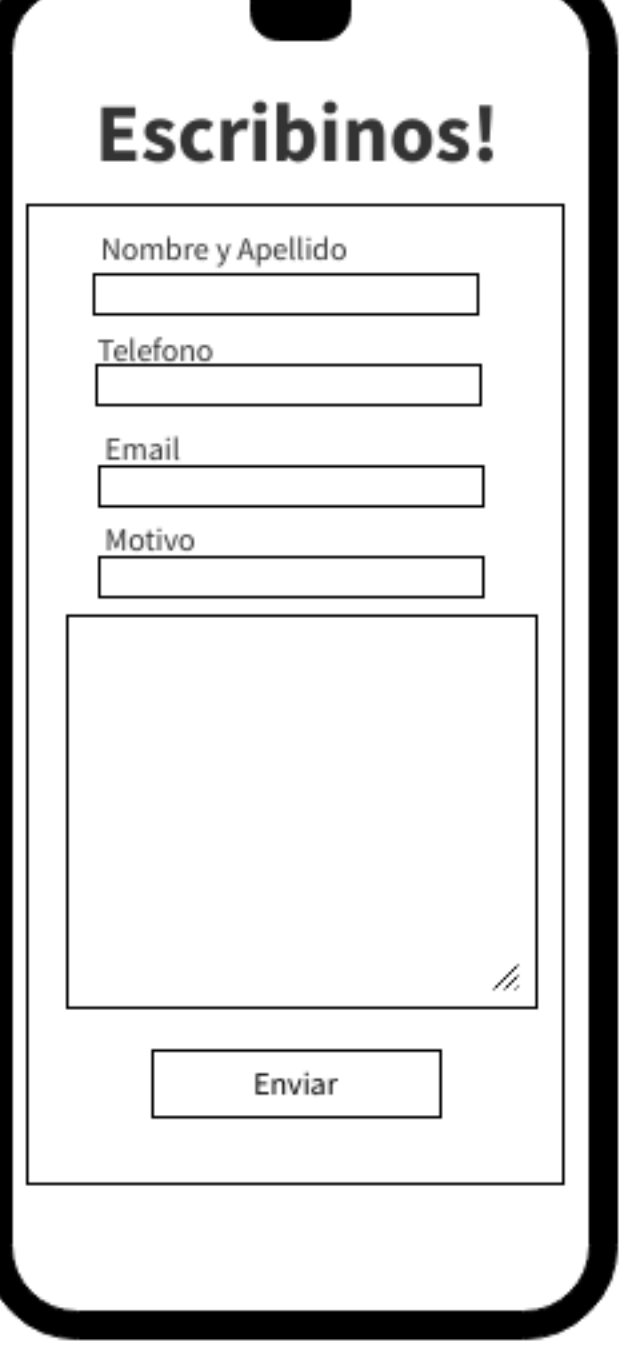 Escribinos!
Nombre y Apellido
Telefono
Email
Motivo
Enviar